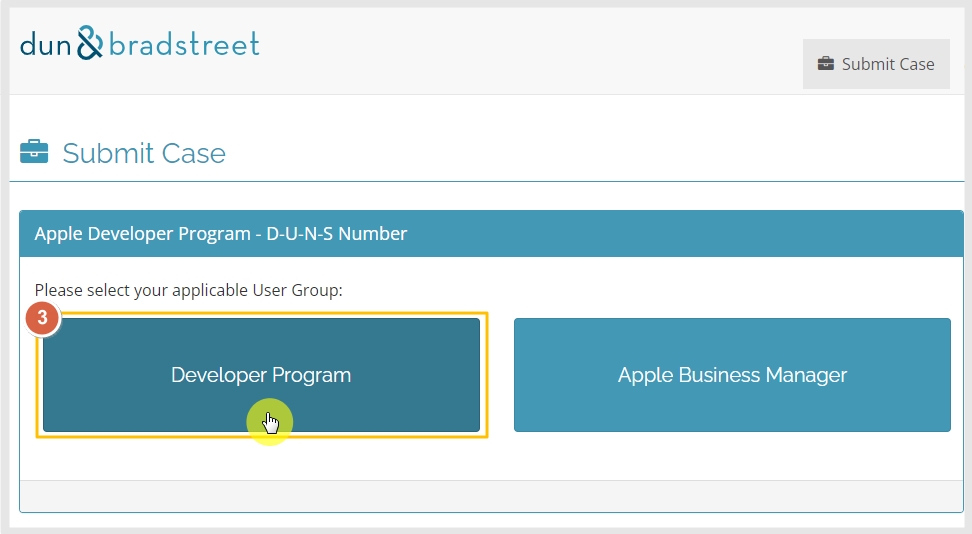 dun & bradstreet
Submit Case
Submit Case
Apple Developer Program - D-U-N-S Number
Please select your applicable User Group:
3
Developer Program
Apple Business Manager